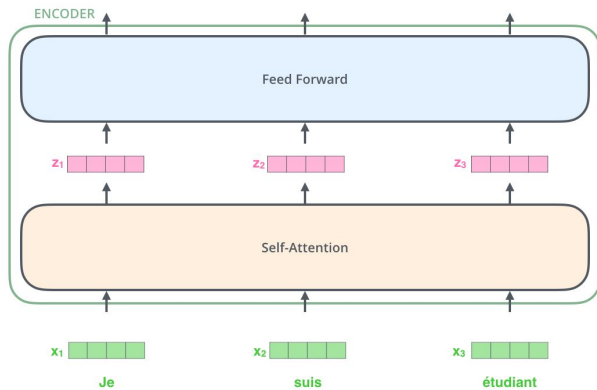 ENCODER
Feed Forward
z₁ z₂ z₃
Self-Attention
x₁ x₂ x₃
Je suis étudiant